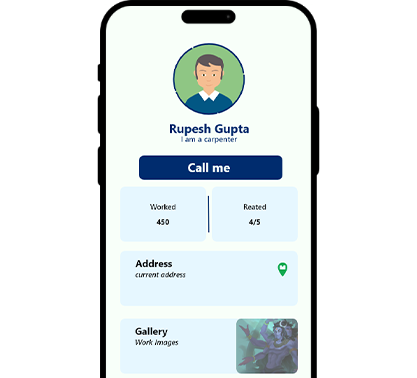 Rupesh Gupta
I am a carpenter
Call me
Worked
Reated
450
4/5
Address
current address
Gallery
Work Images